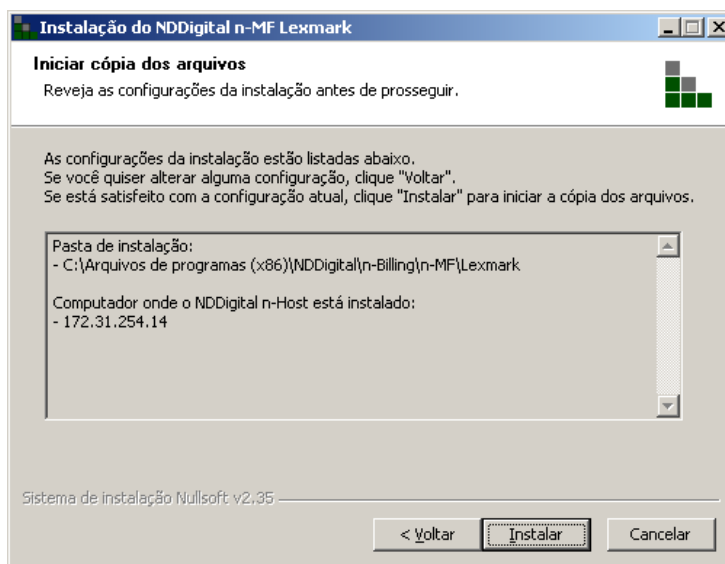 Instalação do NDDigital n-MF Lexmark
Iniciar cópia dos arquivos
Reveja as configurações da instalação antes de prosseguir.
As configurações da instalação estão listadas abaixo.
Se você quiser alterar alguma configuração, clique "Voltar".
Se está satisfeito com a configuração atual, clique "Instalar" para iniciar a cópia dos arquivos.
Pasta de instalação:
- C:\Arquivos de programas (x86)\NDDigital\n-Billing\n-MF\Lexmark
Computador onde o NDDigital n-Host está instalado:
- 172.31.254.14
Sistema de instalação Nullsoft v2.35
< Voltar Instalar Cancelar